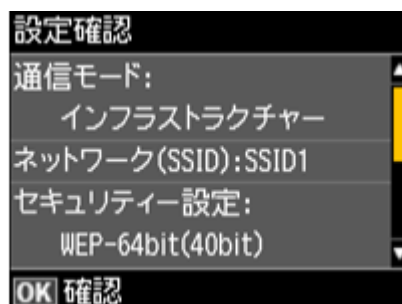 設定確認
通信モード:
インフラストラクチャー
ネットワーク(SSID):SSID1
セキュリティー設定:
WEP-64bit(40bit)
OK 確認